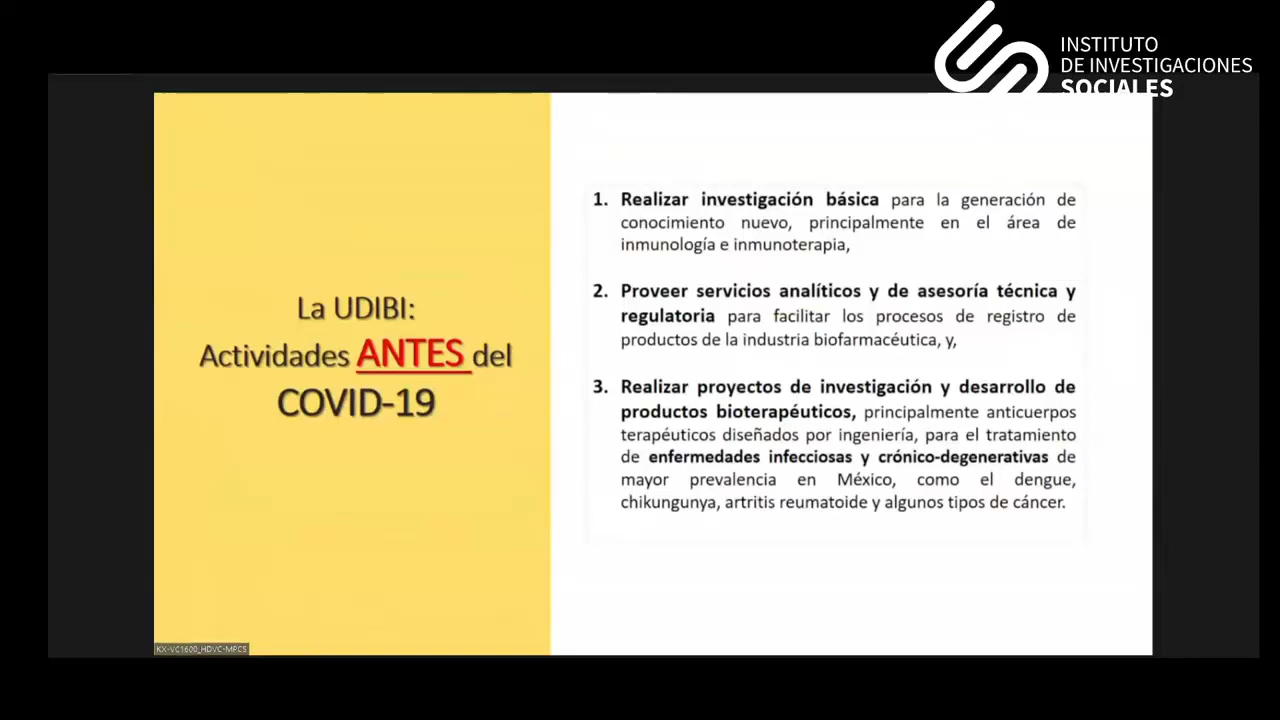 INSTITUTO
DE INVESTIGACIONES
SOCIALES
La UDIBI:
Actividades ANTES del
COVID-19
1. Realizar investigación básica para la generación de
conocimiento nuevo, principalmente en el área de
inmunología e inmunoterapia,
2. Proveer servicios analíticos y de asesoría técnica y
regulatoria para facilitar los procesos de registro de
productos de la industria biofarmacéutica, y,
3. Realizar proyectos de investigación y desarrollo de
productos bioterapéuticos, principalmente anticuerpos
terapéuticos diseñados por ingeniería, para el tratamiento
de enfermedades infecciosas y crónico-degenerativas de
mayor prevalencia en México, como el dengue,
chikungunya, artritis reumatoide y algunos tipos de cáncer.
KX-VC1600_HDVC-MPCS